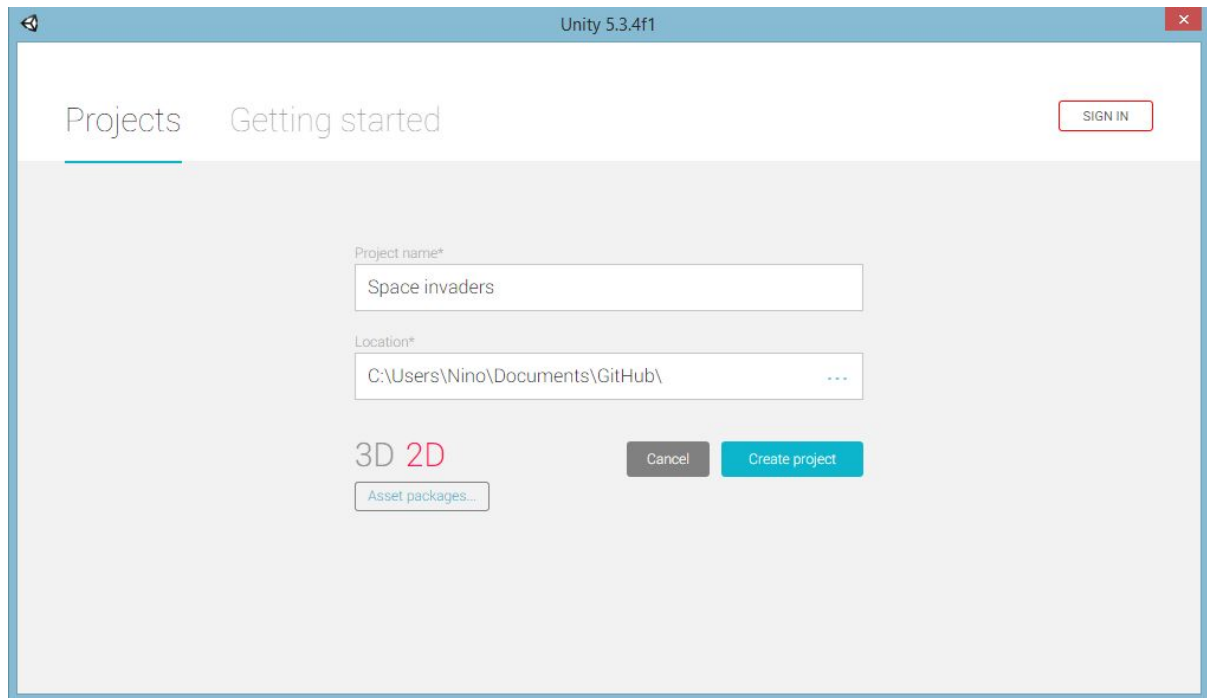 Unity 5.3.4f1
Projects Getting started SIGN IN
Project name*
Space invaders
Location*
C:\Users\Nino\Documents\GitHub\ ...
3D 2D Cancel Create project
Asset packages...